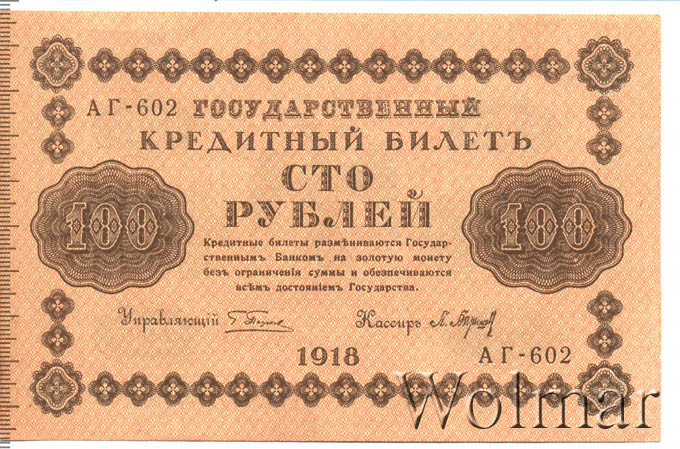 АГ-602 ГОСУДАРСТВЕННЫЙ
КРЕДИТНЫЙ БИЛЕТЪ
СТО
РУБЛЕЙ
100
100
Кредитные билеты размѣниваются Государ-
ственнымъ Банкомъ на золотую монету
безъ ограниченія суммы и обезпечиваются
всѣмъ достояніемъ Государства.
Управляющій
Кассиръ
1918
АГ-602
Wolmar